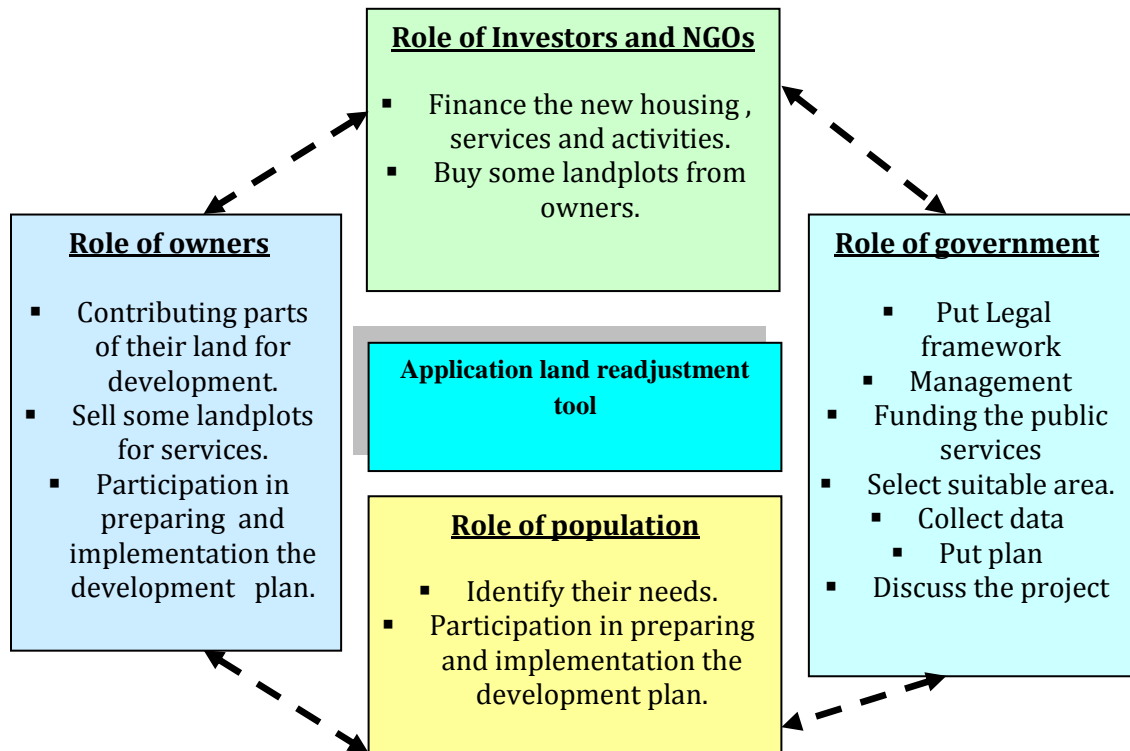 Role of Investors and NGOs
▪ Finance the new housing ,
services and activities.
▪ Buy some landplots from
owners.
Role of owners
▪ Contributing parts
of their land for
development.
▪ Sell some landplots
for services.
▪ Participation in
preparing and
implementation the
development plan.
Application land readjustment
tool
Role of government
▪ Put Legal
framework
▪ Management
▪ Funding the public
services
▪ Select suitable area.
▪ Collect data
▪ Put plan
▪ Discuss the project
Role of population
▪ Identify their needs.
▪ Participation in preparing
and implementation the
development plan.